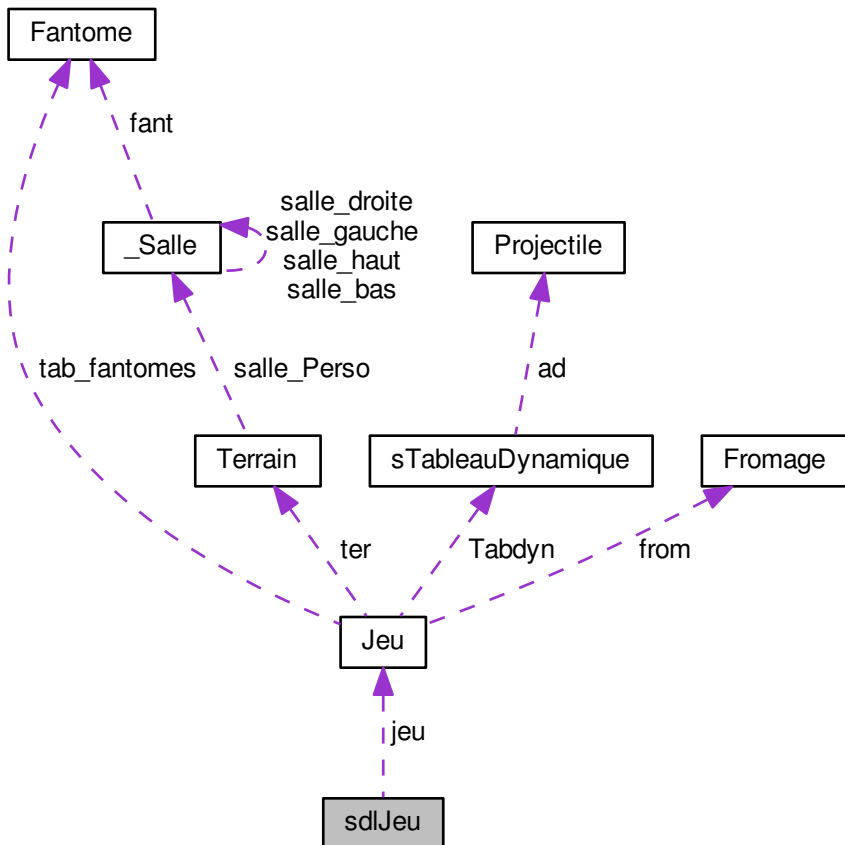 Fantome
fant
salle_droite
salle_gauche
salle_haut
salle_bas
_Salle
Projectile
tab_fantomes
salle_Perso
ad
Terrain
sTableauDynamique
Fromage
ter
Tabdyn
from
Jeu
jeu
sdlJeu